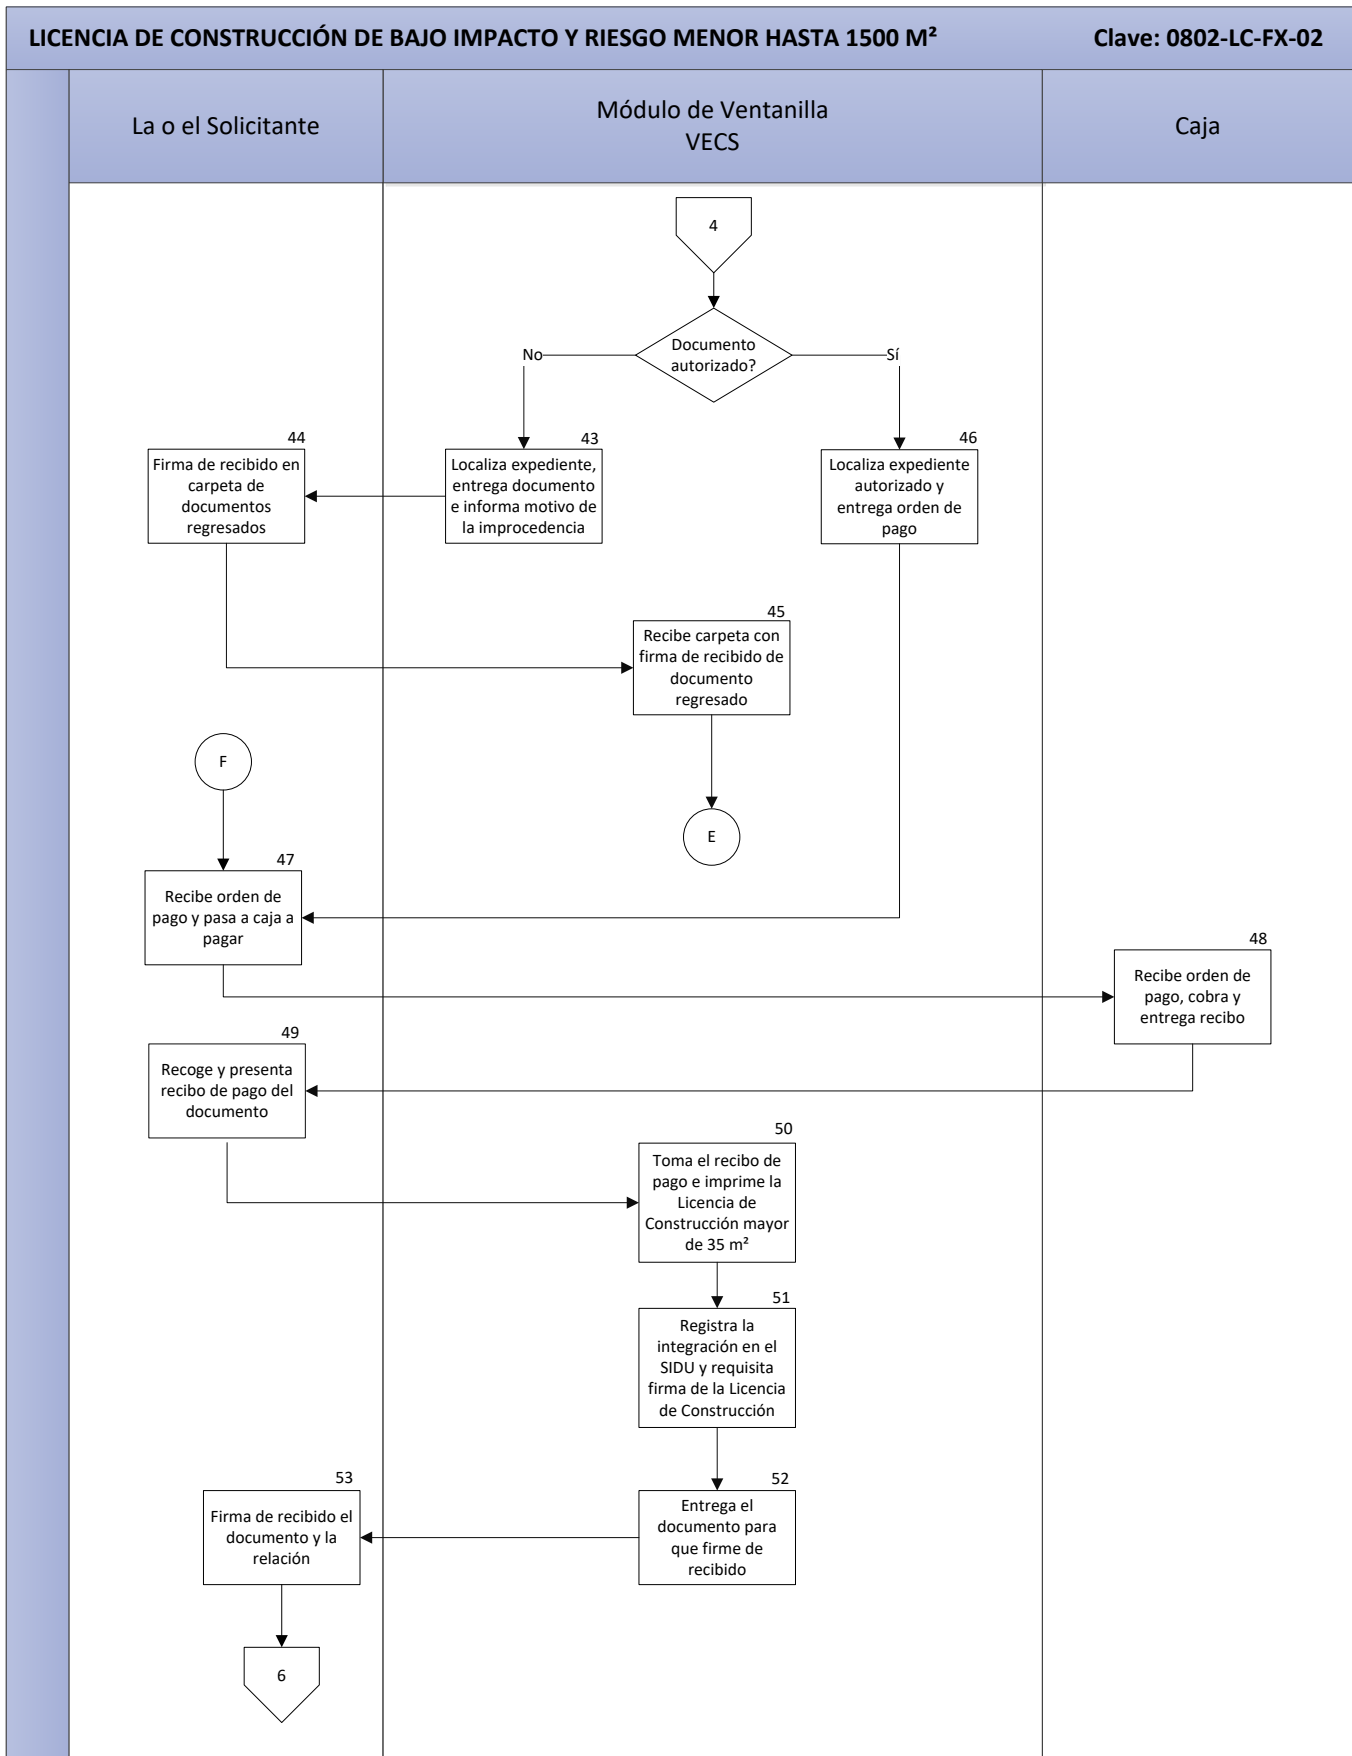 LICENCIA DE CONSTRUCCIÓN DE BAJO IMPACTO Y RIESGO MENOR HASTA 1500 M²
Clave: 0802-LC-FX-02
La o el Solicitante
Módulo de Ventanilla
VECS
Caja
4
Documento
autorizado?
No
Sí
44
Firma de recibido en
carpeta de
documentos
regresados
43
Localiza expediente,
entrega documento
e informa motivo de
la improcedencia
46
Localiza expediente
autorizado y
entrega orden de
pago
45
Recibe carpeta con
firma de recibido de
documento
regresado
F
E
47
Recibe orden de
pago y pasa a caja a
pagar
48
Recibe orden de
pago, cobra y
entrega recibo
49
Recoge y presenta
recibo de pago del
documento
50
Toma el recibo de
pago e imprime la
Licencia de
Construcción mayor
de 35 m²
51
Registra la
integración en el
SIDU y requisita
firma de la Licencia
de Construcción
52
Entrega el
documento para
que firme de
recibido
53
Firma de recibido el
documento y la
relación
6